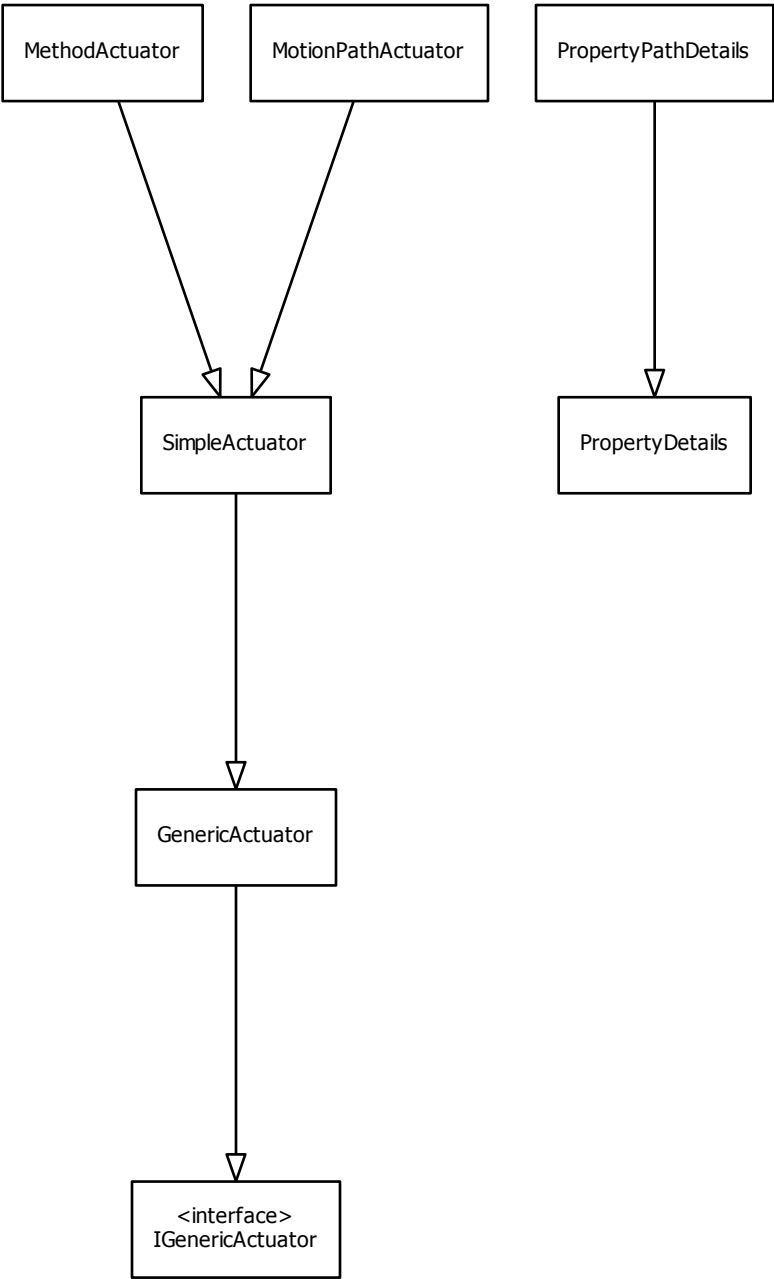 MethodActuator
MotionPathActuator
PropertyPathDetails
SimpleActuator
PropertyDetails
GenericActuator
<interface>
IGenericActuator